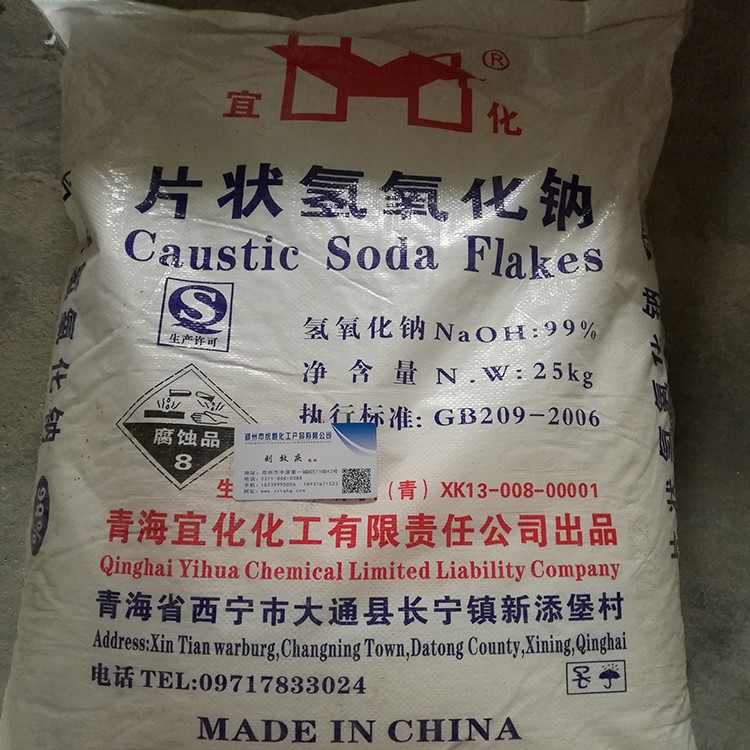 宜 化 ®
片状氢氧化钠
Caustic Soda Flakes
生产许可
氢氧化钠 NaOH:99%
净含量 N.W:25kg
执行标准: GB209-2006
腐蚀品
8
生
(青) XK13-008-00001
青海宜化化工有限责任公司出品
Qinghai Yihua Chemical Limited Liability Company
青海省西宁市大通县长宁镇新添堡村
Address:Xin Tian warburg,Changning Town,Datong County,Xining,Qinghai
电话 TEL:09717833024
MADE IN CHINA
99%